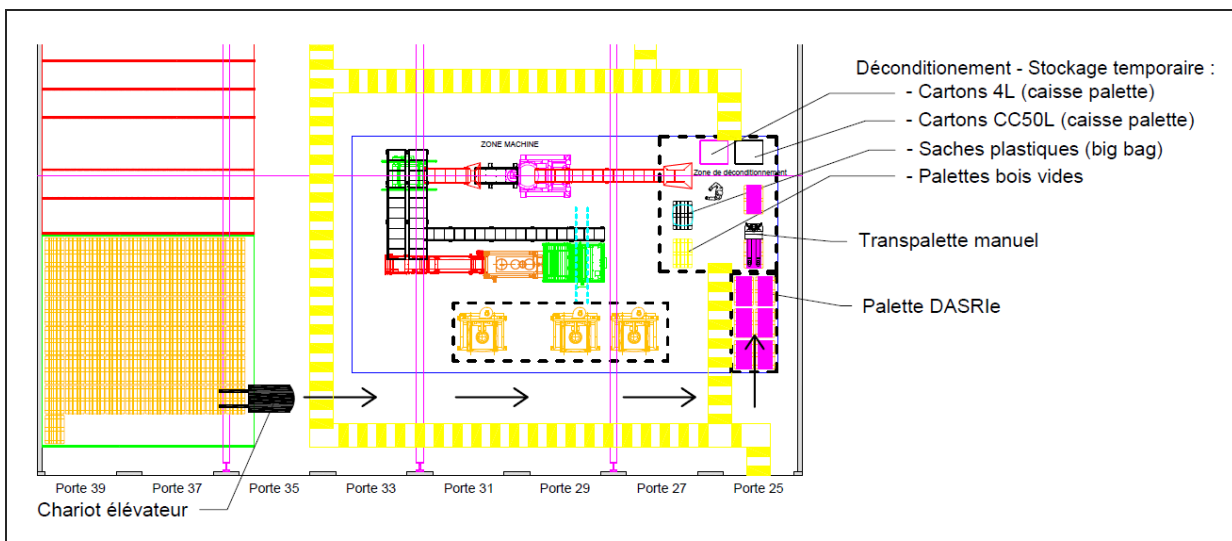 Déconditionement - Stockage temporaire :
- Cartons 4L (caisse palette)
- Cartons CC50L (caisse palette)
- Saches plastiques (big bag)
- Palettes bois vides
ZONE MACHINE
Zone de déconditionnement
Transpalette manuel
Palette DASRIe
Porte 39 Porte 37 Porte 35 Porte 33 Porte 31 Porte 29 Porte 27 Porte 25
Chariot élévateur